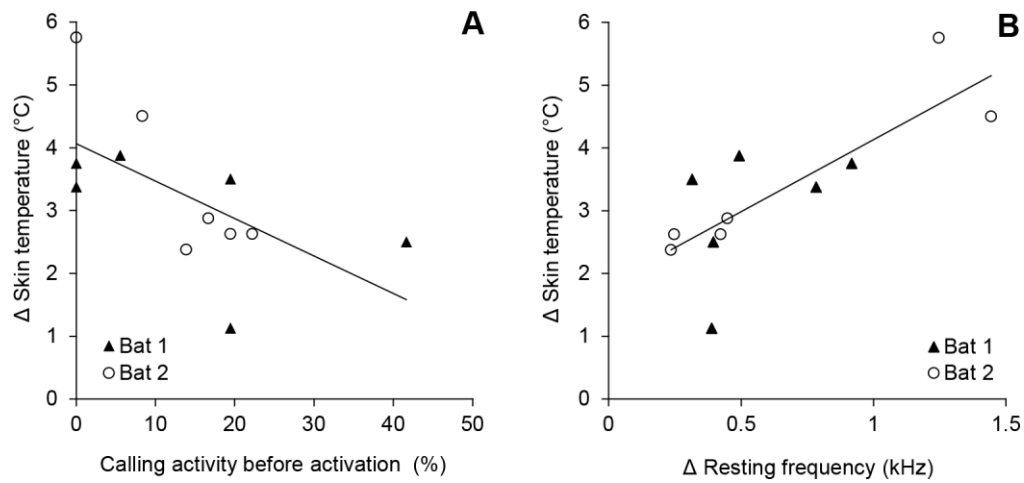 A
Δ Skin temperature (°C)
6
5
4
3
2
1
0
0 10 20 30 40 50
Calling activity before activation (%)
Bat 1
Bat 2
B
Δ Skin temperature (°C)
6
5
4
3
2
1
0
0 0.5 1 1.5
Δ Resting frequency (kHz)
Bat 1
Bat 2